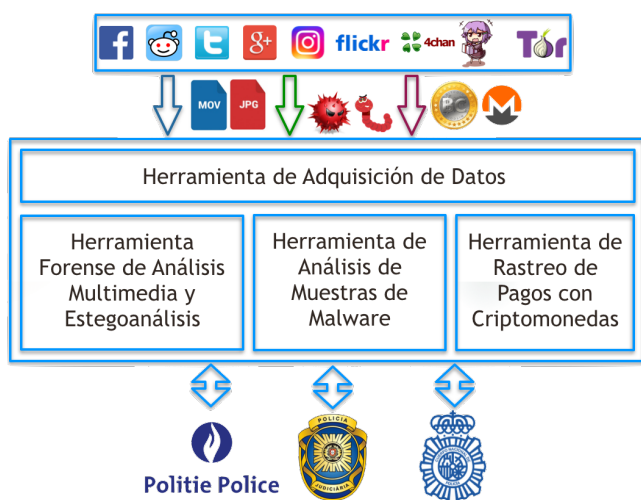 flickr
4chan
Tor
MOV
JPG
Herramienta de Adquisición de Datos
Herramienta
Forense de Análisis
Multimedia y
Estegoanálisis
Herramienta de
Análisis de
Muestras de
Malware
Herramienta de
Rastreo de
Pagos con
Criptomonedas
POLICIA
JUDICIÁRIA
Politie Police